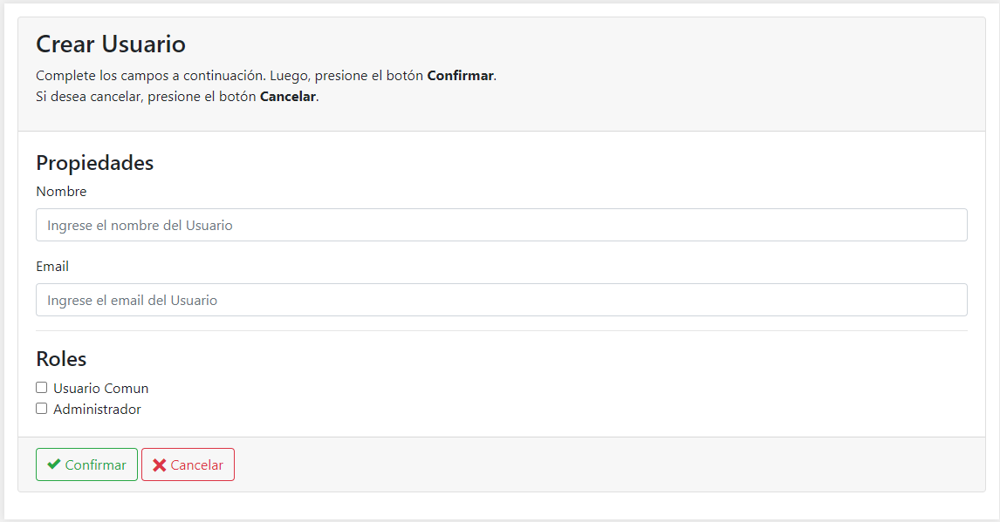 Crear Usuario
Complete los campos a continuación. Luego, presione el botón Confirmar.
Si desea cancelar, presione el botón Cancelar.
Propiedades
Nombre
Ingrese el nombre del Usuario
Email
Ingrese el email del Usuario
Roles
Usuario Comun
Administrador
Confirmar Cancelar